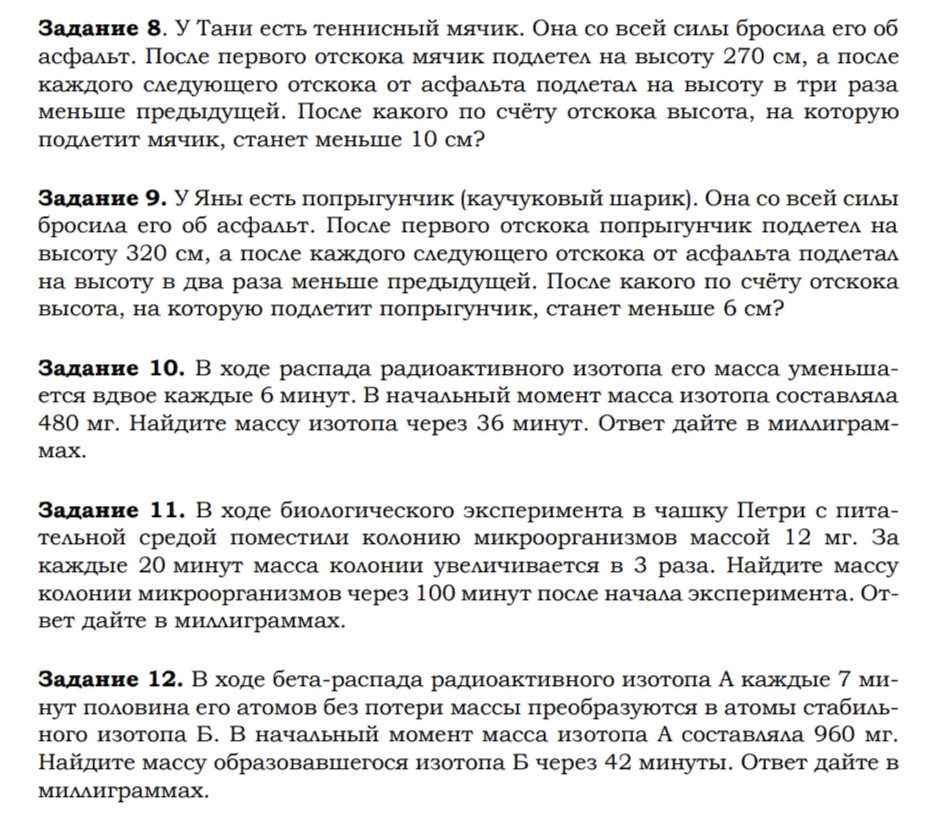 Задание 8. У Тани есть теннисный мячик. Она со всей силы бросила его об
асфальт. После первого отскока мячик подлетел на высоту 270 см, а после
каждого следующего отскока от асфальта подлетал на высоту в три раза
меньше предыдущей. После какого по счёту отскока высота, на которую
подлетит мячик, станет меньше 10 см?
Задание 9. У Яны есть попрыгунчик (каучуковый шарик). Она со всей силы
бросила его об асфальт. После первого отскока попрыгунчик подлетел на
высоту 320 см, а после каждого следующего отскока от асфальта подлетал
на высоту в два раза меньше предыдущей. После какого по счёту отскока
высота, на которую подлетит попрыгунчик, станет меньше 6 см?
Задание 10. В ходе распада радиоактивного изотопа его масса уменьша-
ется вдвое каждые 6 минут. В начальный момент масса изотопа составляла
480 мг. Найдите массу изотопа через 36 минут. Ответ дайте в миллиграм-
мах.
Задание 11. В ходе биологического эксперимента в чашку Петри с пита-
тельной средой поместили колонию микроорганизмов массой 12 мг. За
каждые 20 минут масса колонии увеличивается в 3 раза. Найдите массу
колонии микроорганизмов через 100 минут после начала эксперимента. От-
вет дайте в миллиграммах.
Задание 12. В ходе бета-распада радиоактивного изотопа А каждые 7 ми-
нут половина его атомов без потери массы преобразуются в атомы стабиль-
ного изотопа Б. В начальный момент масса изотопа А составляла 960 мг.
Найдите массу образовавшегося изотопа Б через 42 минуты. Ответ дайте в
миллиграммах.